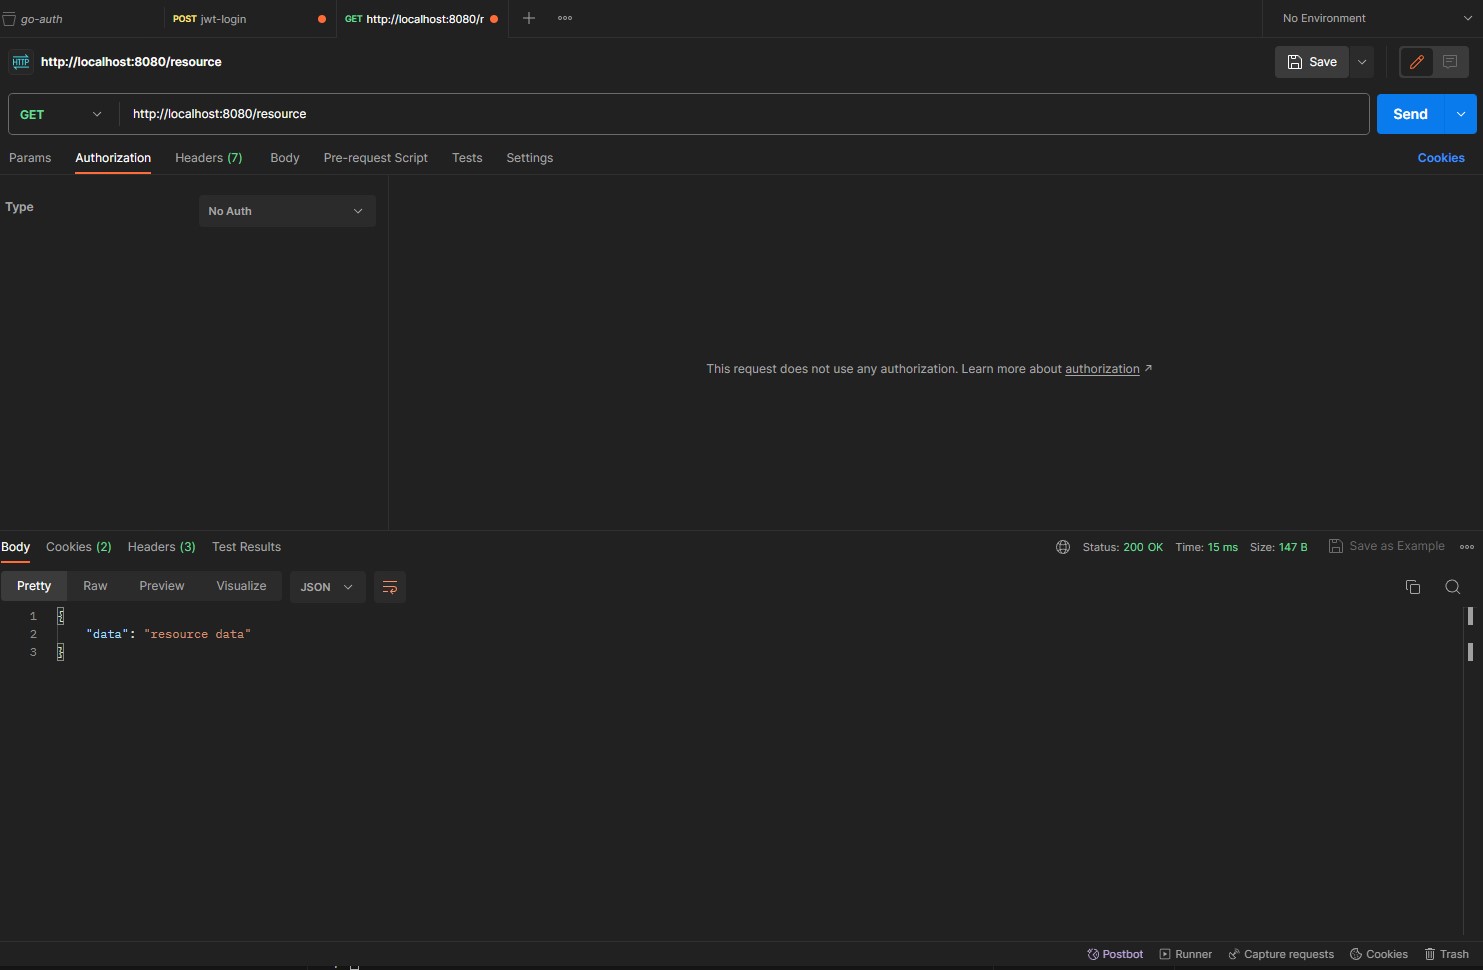 go-auth POST jwt-login GET http://localhost:8080/r No Environment
HTTP http://localhost:8080/resource Save
GET http://localhost:8080/resource Send
Params Authorization Headers (7) Body Pre-request Script Tests Settings Cookies
Type No Auth
This request does not use any authorization. Learn more about authorization ↗
Body Cookies (2) Headers (3) Test Results Status: 200 OK Time: 15 ms Size: 147 B Save as Example
Pretty Raw Preview Visualize JSON
1 {
2 "data": "resource data"
3 }
Postbot Runner Capture requests Cookies Trash